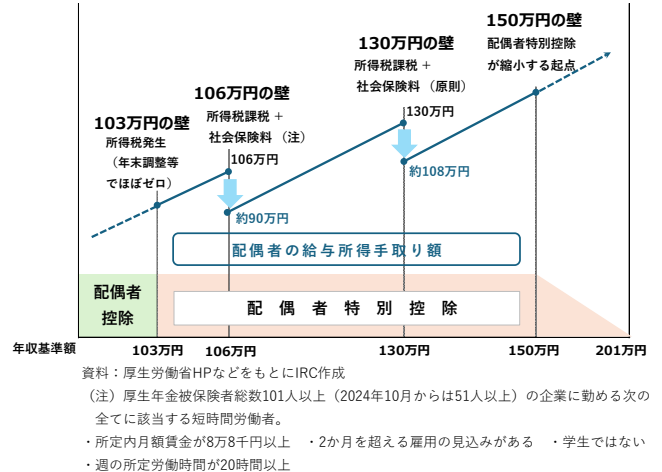 150万円の壁
配偶者特別控除
が縮小する起点
130万円の壁
所得税課税 +
社会保険料 （原則）
106万円の壁
所得税課税 +
社会保険料 （注）
103万円の壁
所得税発生
（年末調整等
でほぼゼロ）
106万円
130万円
約90万円
約108万円
配偶者の給与所得手取り額
配偶者
控除
配偶者特別控除
年収基準額
103万円
106万円
130万円
150万円
201万円
資料：厚生労働省HPなどをもとにIRC作成
（注）厚生年金被保険者総数101人以上（2024年10月からは51人以上）の企業に勤める次の
全てに該当する短時間労働者。
・所定内月額賃金が8万8千円以上　・2か月を超える雇用の見込みがある　・学生ではない
・週の所定労働時間が20時間以上